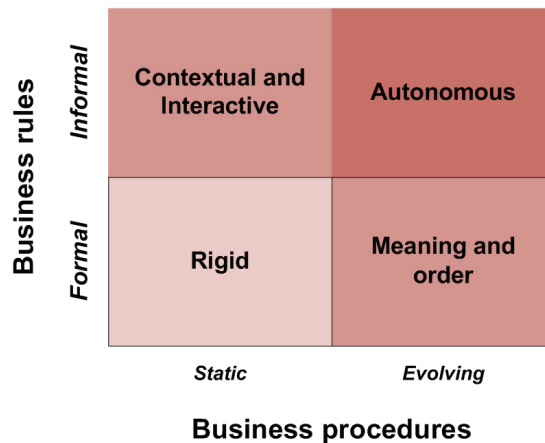 Business rules
Informal
Contextual and
Interactive
Autonomous
Formal
Rigid
Meaning and
order
Static
Evolving
Business procedures